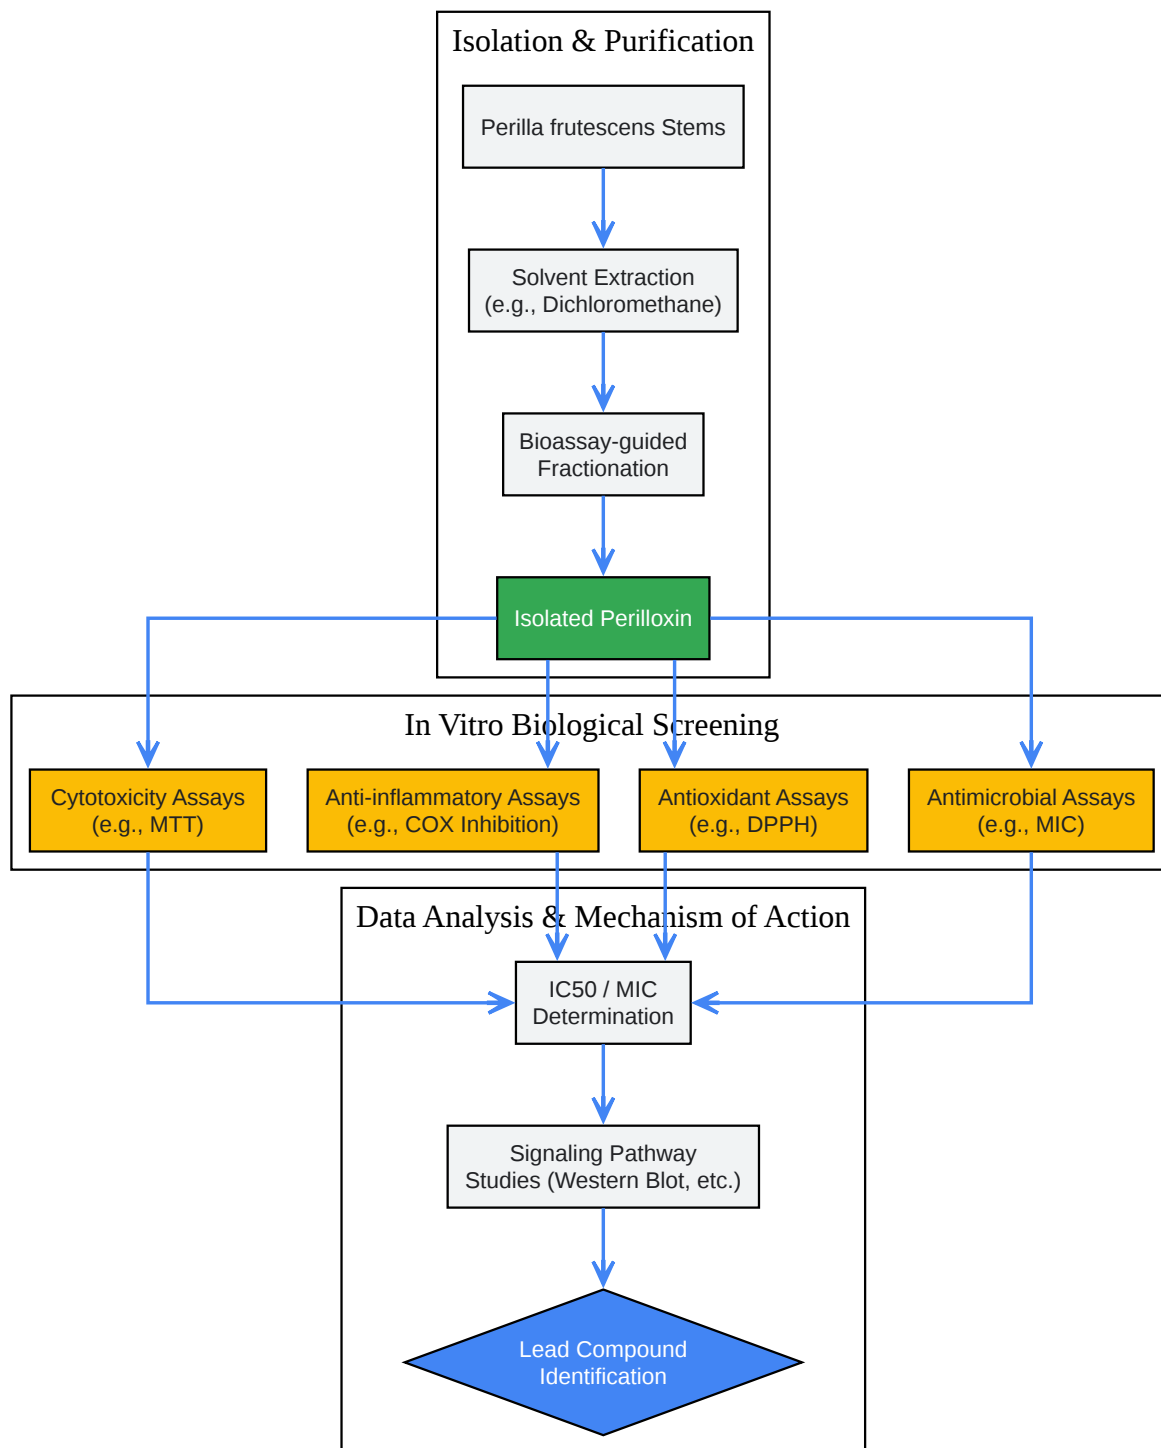 Isolation & Purification
Perilla frutescens Stems
Solvent Extraction
(e.g., Dichloromethane)
Bioassay-guided
Fractionation
Isolated Perilloxin
In Vitro Biological Screening
Cytotoxicity Assays
(e.g., MTT)
Anti-inflammatory Assays
(e.g., COX Inhibition)
Antioxidant Assays
(e.g., DPPH)
Antimicrobial Assays
(e.g., MIC)
Data Analysis & Mechanism of Action
IC50 / MIC
Determination
Signaling Pathway
Studies (Western Blot, etc.)
Lead Compound
Identification